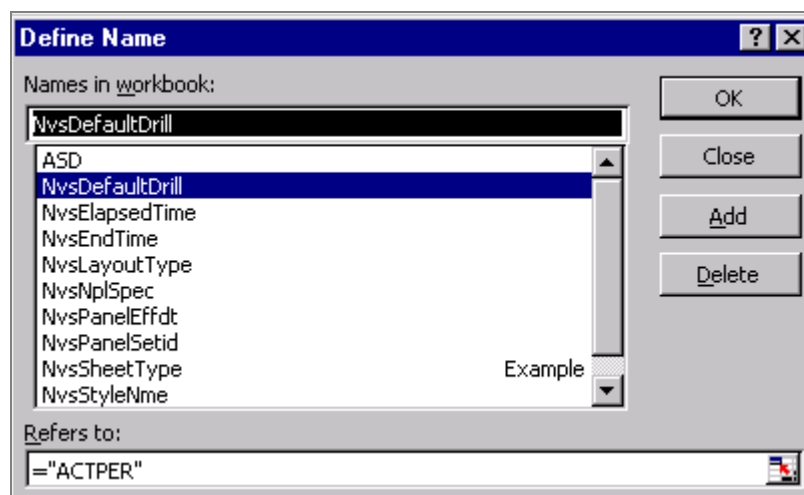 Define Name
Names in workbook:
NvsDefaultDrill
OK
ASD
Close
NvsDefaultDrill
NvsElapsedTime
Add
NvsEndTime
NvsLayoutType
Delete
NvsNplSpec
NvsPanelEffdt
NvsPanelSetid
NvsSheetType Example
NvsStyleNme
Refers to:
="ACTPER"